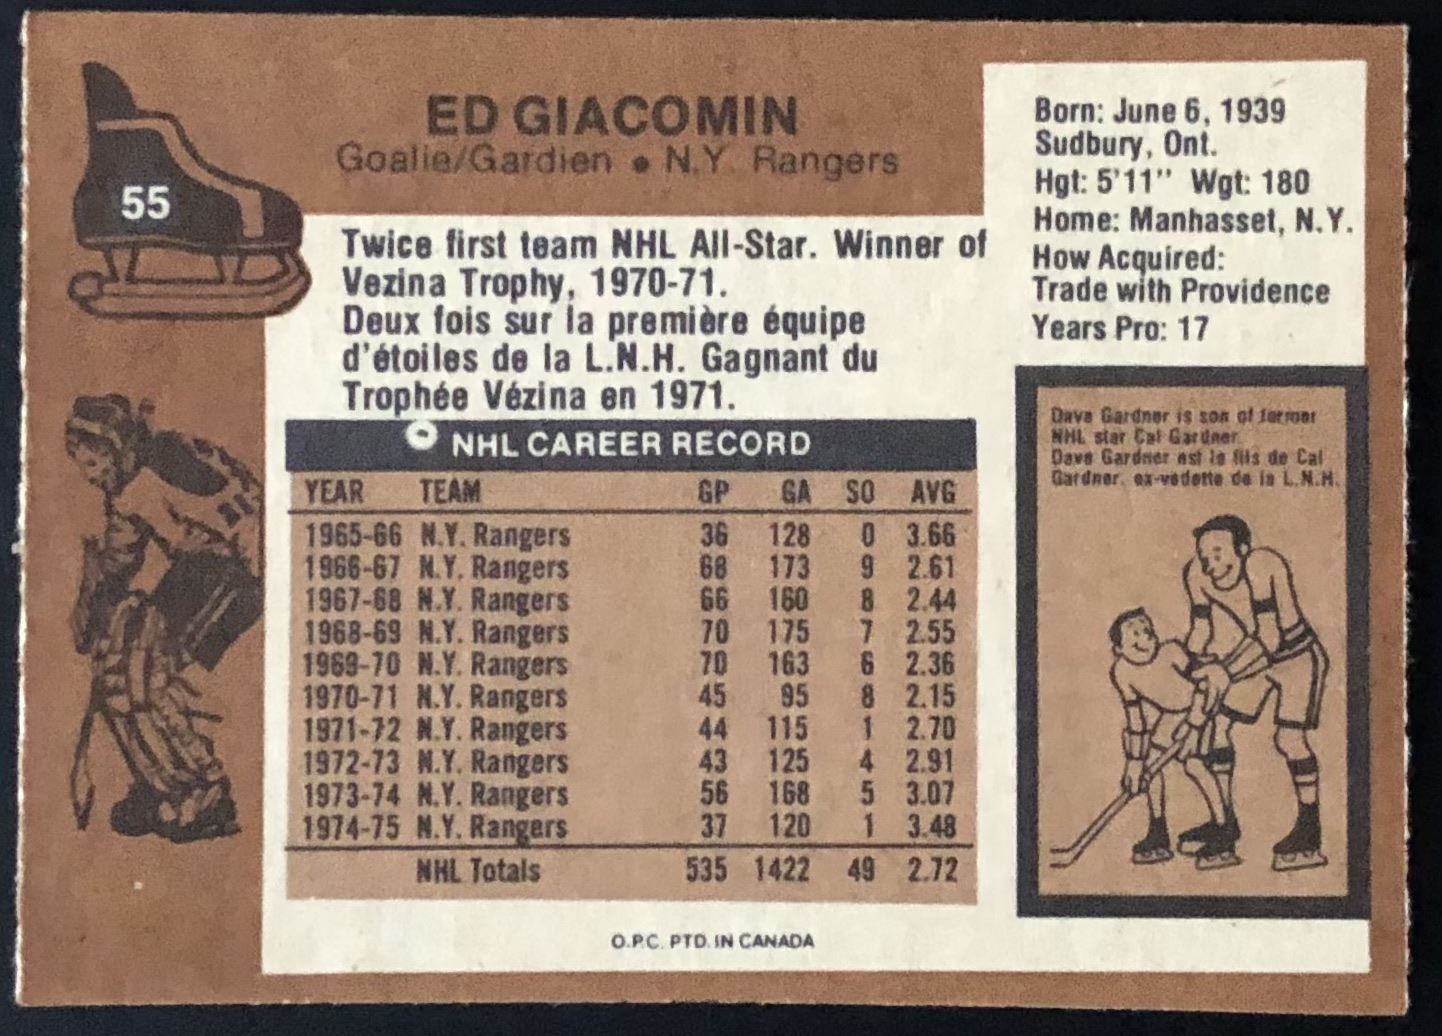 55
ED GIACOMIN
Goalie/Gardien • N.Y. Rangers
Twice first team NHL All-Star. Winner of
Vezina Trophy, 1970-71.
Deux fois sur la première équipe
d'étoiles de la L.N.H. Gagnant du
Trophée Vézina en 1971.
Born: June 6, 1939
Sudbury, Ont.
Hgt: 5'11" Wgt: 180
Home: Manhasset, N.Y.
How Acquired:
Trade with Providence
Years Pro: 17
NHL CAREER RECORD
YEAR TEAM GP GA SO AVG
1965-66 N.Y. Rangers 36 128 0 3.66
1966-67 N.Y. Rangers 68 173 9 2.61
1967-68 N.Y. Rangers 66 160 8 2.44
1968-69 N.Y. Rangers 70 175 7 2.55
1969-70 N.Y. Rangers 70 163 6 2.36
1970-71 N.Y. Rangers 45 95 8 2.15
1971-72 N.Y. Rangers 44 115 1 2.70
1972-73 N.Y. Rangers 43 125 4 2.91
1973-74 N.Y. Rangers 56 168 5 3.07
1974-75 N.Y. Rangers 37 120 1 3.48
NHL Totals 535 1422 49 2.72
Dave Gardner is son of former
NHL star Cal Gardner.
Dave Gardner est le fils de Cal
Gardner, ex-vedette de la L.N.H.
O.P.C. PTD. IN CANADA